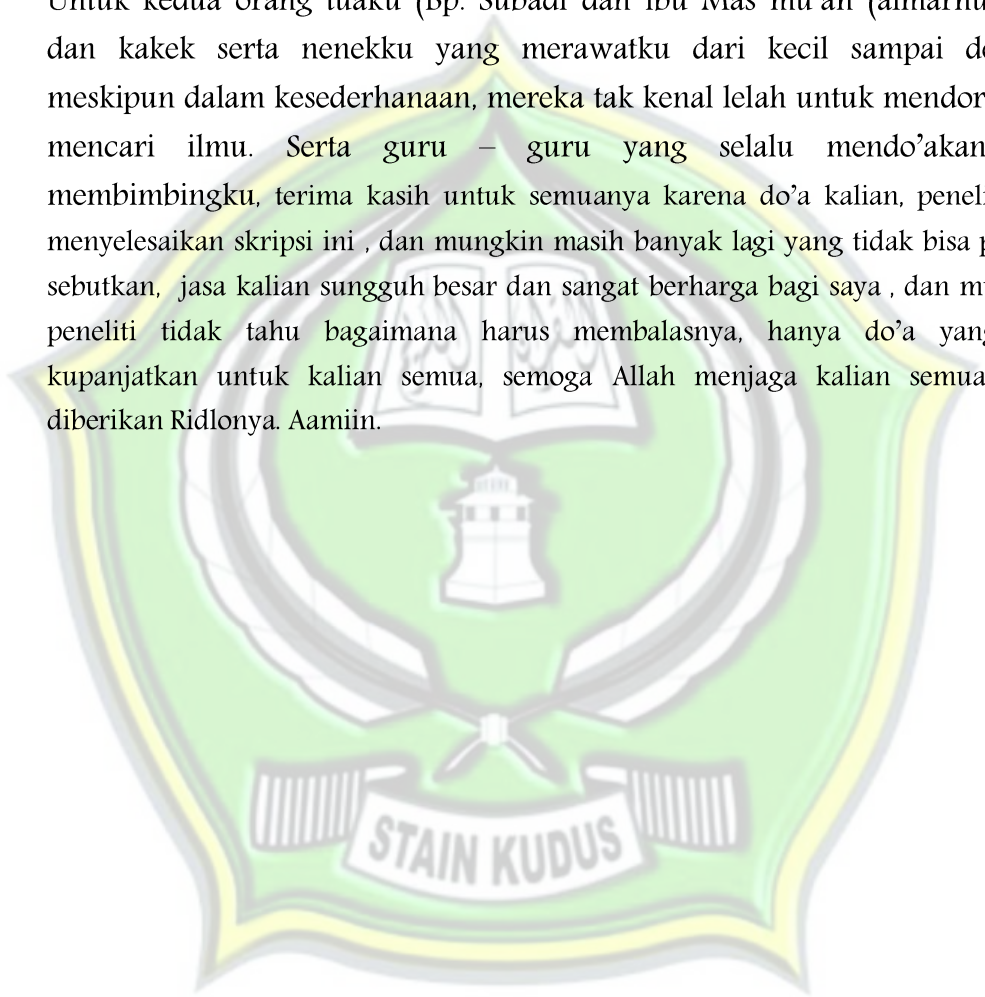 Untuk kedua orang tuaku (Bp. Subadi dan Ibu Mas mu'ah (almarhu
dan kakek serta nenekku yang merawatku dari kecil sampai de
meskipun dalam kesederhanaan, mereka tak kenal lelah untuk mendor
mencari ilmu. Serta guru – guru yang selalu mendo'akan
membimbingku, terima kasih untuk semuanya karena do'a kalian, peneli
menyelesaikan skripsi ini , dan mungkin masih banyak lagi yang tidak bisa p
sebutkan, jasa kalian sungguh besar dan sangat berharga bagi saya , dan mu
peneliti tidak tahu bagaimana harus membalasnya, hanya do'a yang
kupanjatkan untuk kalian semua, semoga Allah menjaga kalian semua
diberikan Ridlonya. Aamiin.
STAIN KUDUS